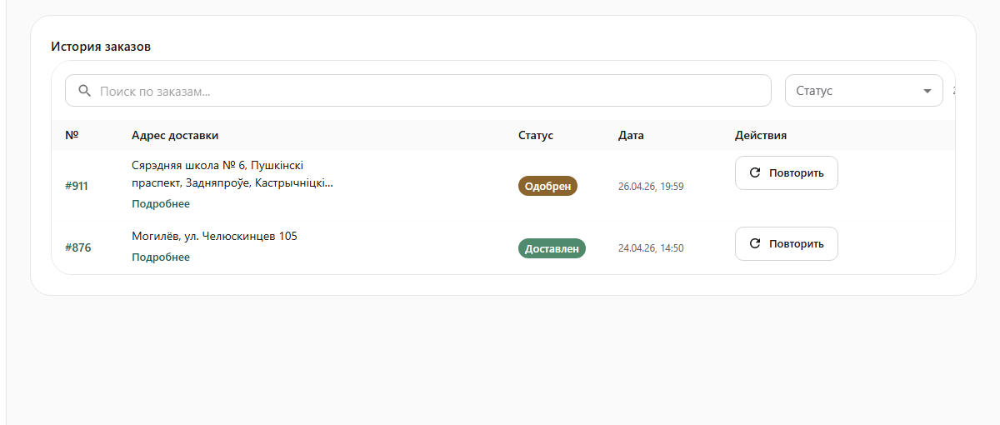 История заказов
Поиск по заказам...
Статус
№ Адрес доставки Статус Дата Действия
#911 Сярэдняя школа № 6, Пушкінскі
праспект, Задняпроўе, Кастрычніцкі...
Подробнее
Одобрен 26.04.26, 19:59 Повторить
#876 Могилёв, ул. Челюскинцев 105
Подробнее
Доставлен 24.04.26, 14:50 Повторить